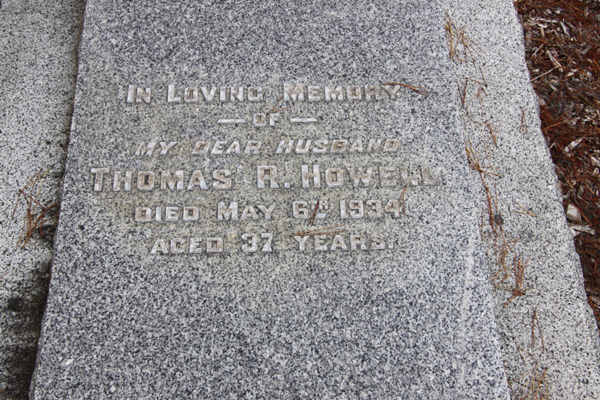 IN LOVING MEMORY
— OF —
MY DEAR HUSBAND
THOMAS R. HOWELL
DIED MAY 6TH 1934.
AGED 37 YEARS.